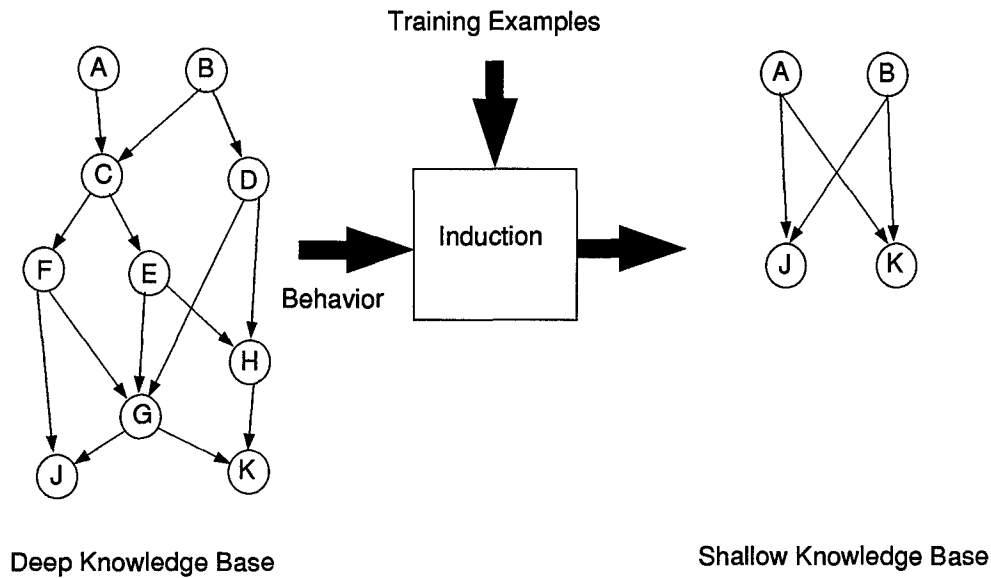 Training Examples
A
B
A
B
C
D
Induction
F
E
J
K
Behavior
H
G
J
K
Deep Knowledge Base
Shallow Knowledge Base